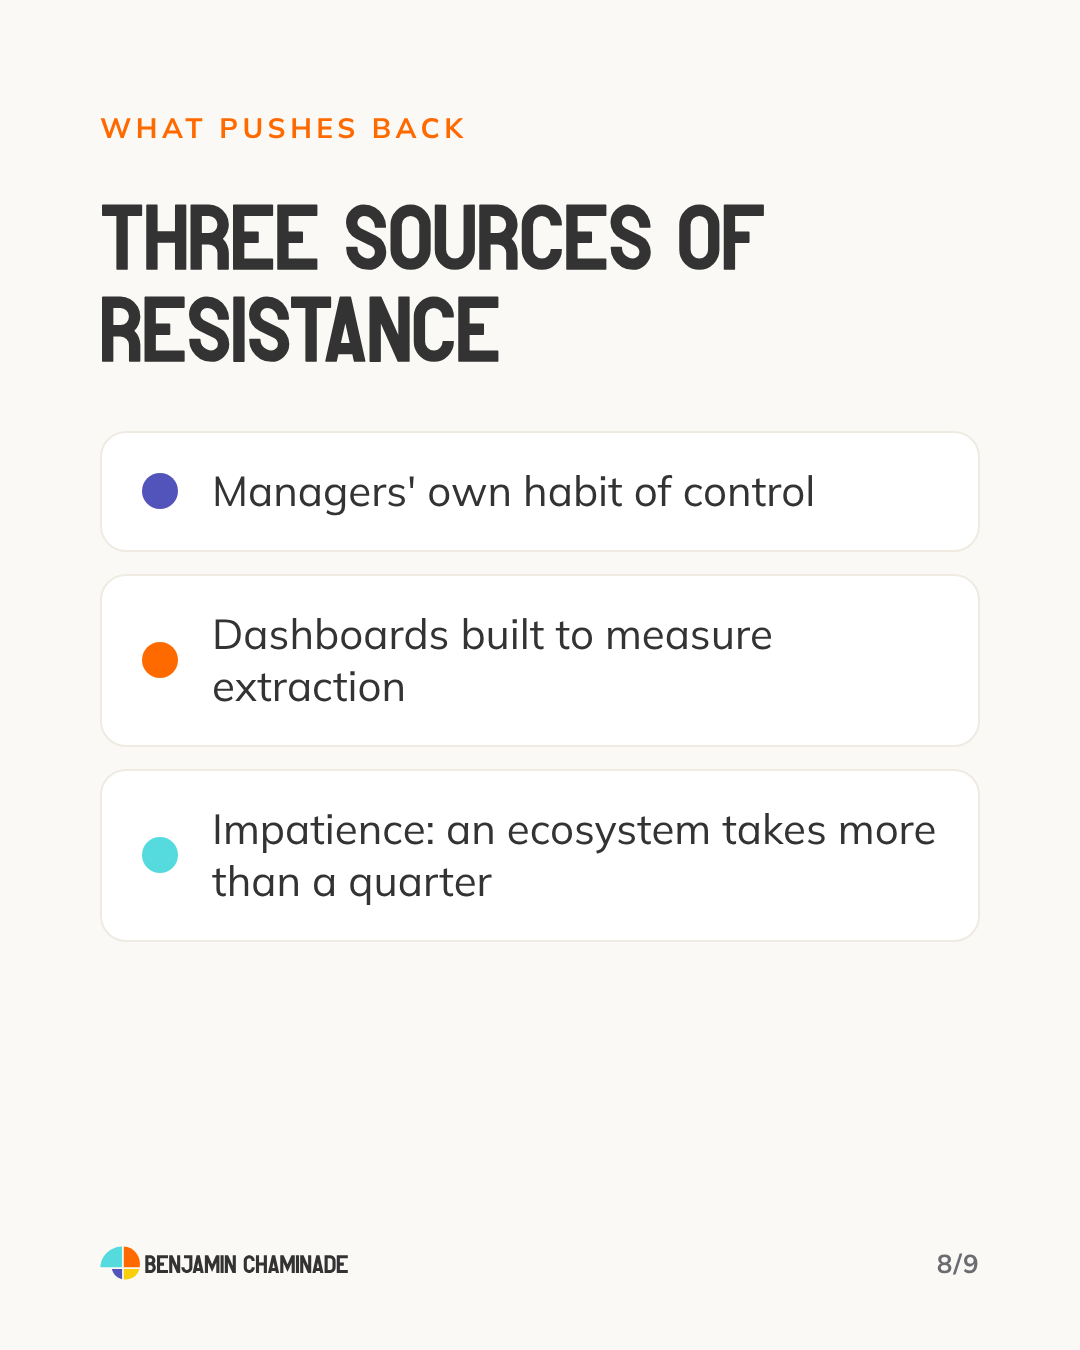 WHAT PUSHES BACK
THREE SOURCES OF
RESISTANCE
Managers' own habit of control
Dashboards built to measure
extraction
Impatience: an ecosystem takes more
than a quarter
BENJAMIN CHAMINADE
8/9